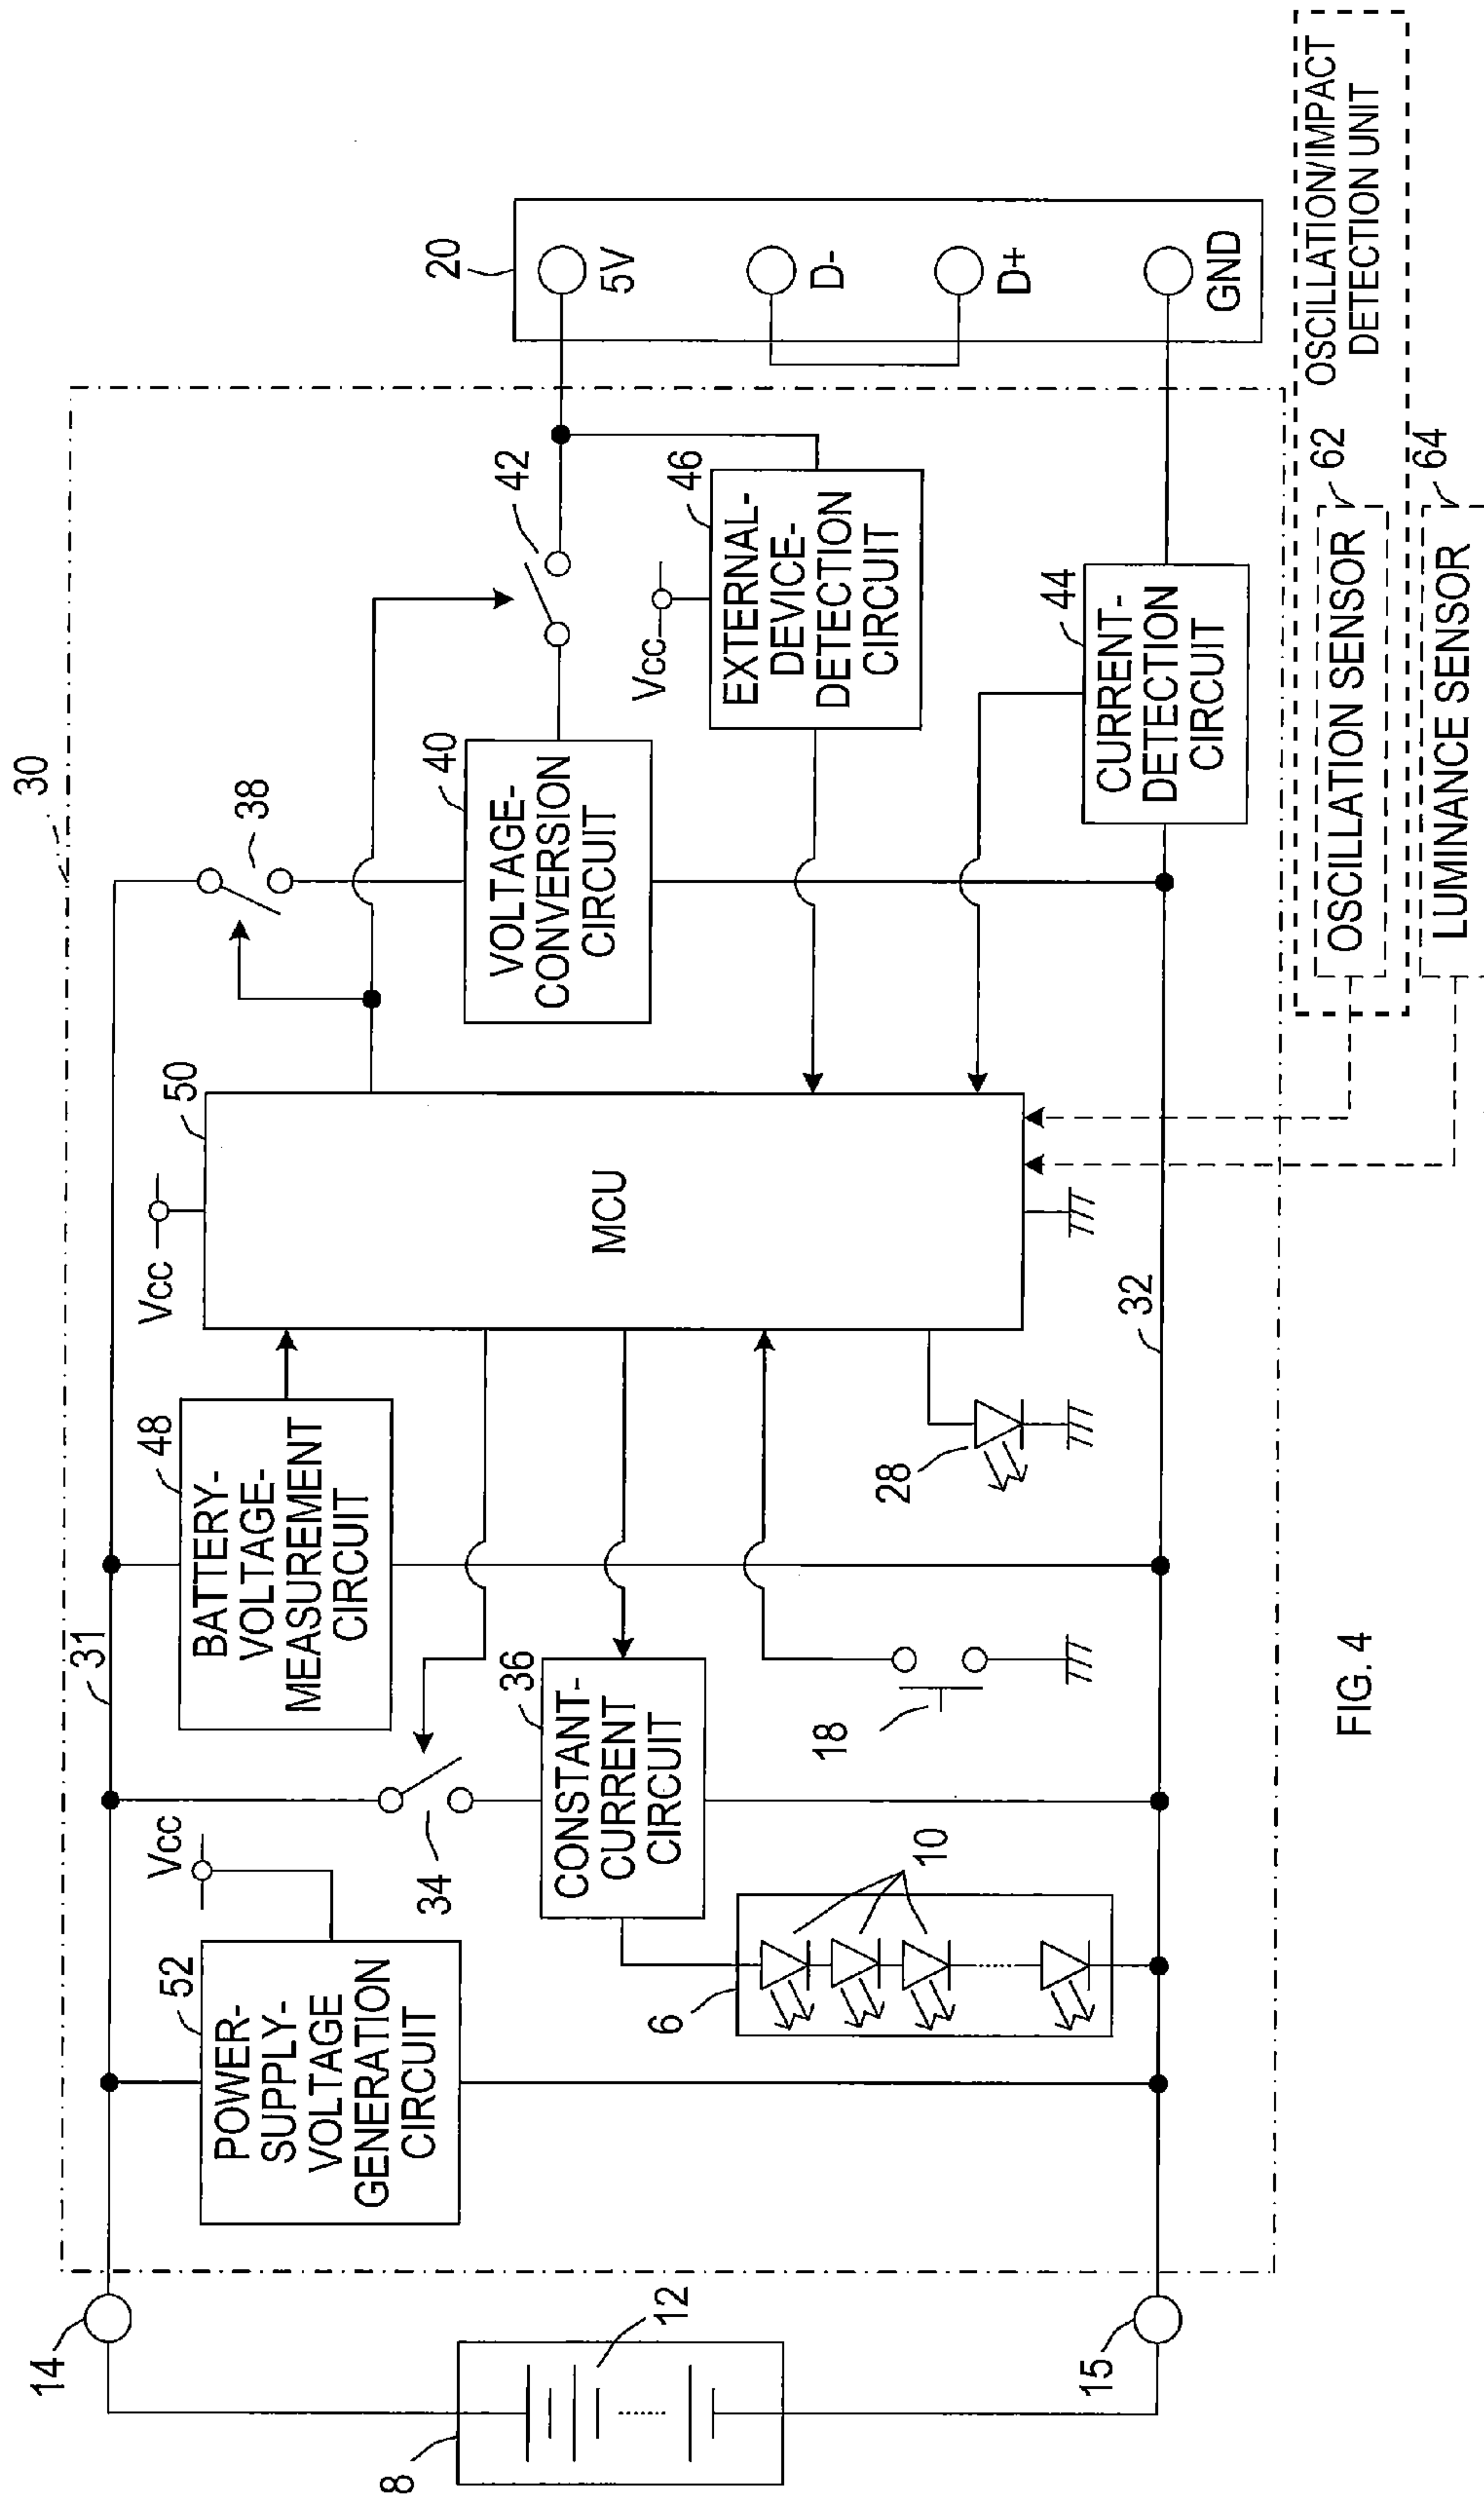 30
14
31
Vcc
52
POWER-
SUPPLY-
VOLTAGE
GENERATION
CIRCUIT
48
BATTERY-
VOLTAGE-
MEASUREMENT
CIRCUIT
Vcc
50
MCU
38
34
36
CONSTANT-
CURRENT
CIRCUIT
40
VOLTAGE-
CONVERSION
CIRCUIT
42
20
5V
D-
D+
GND
Vcc
46
EXTERNAL-
DEVICE-
DETECTION
CIRCUIT
8
12
6
10
18
28
44
CURRENT-
DETECTION
CIRCUIT
15
32
62
OSCILLATION/IMPACT
DETECTION UNIT
OSCILLATION SENSOR
64
LUMINANCE SENSOR
FIG. 4